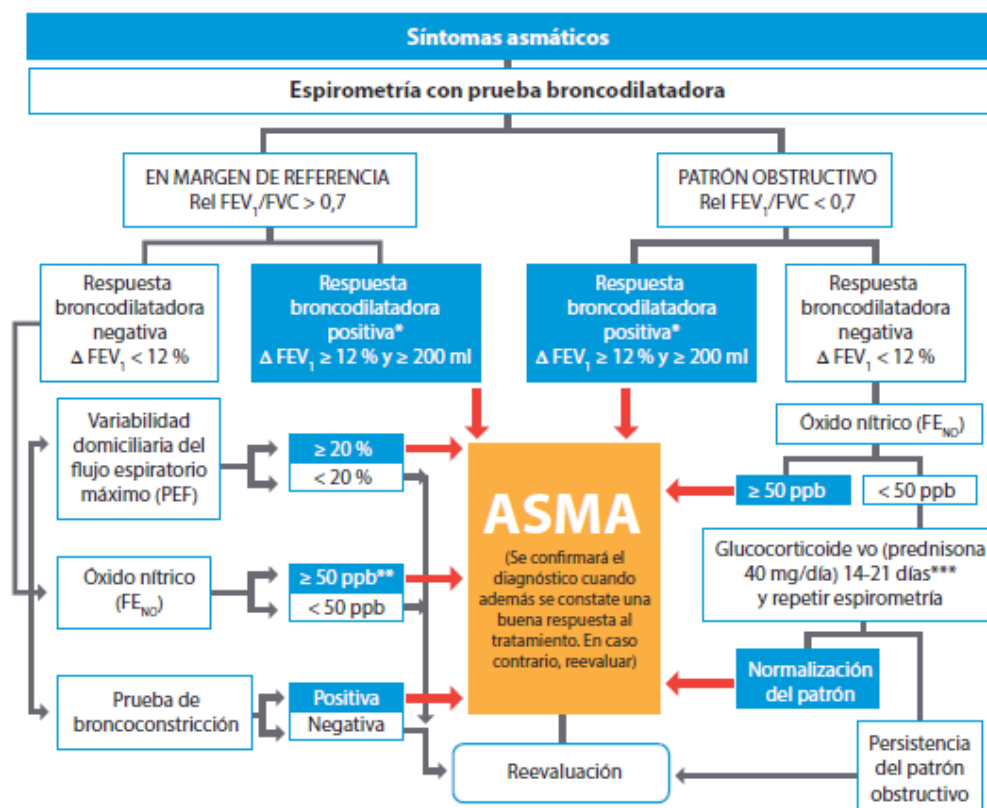 Síntomas asmáticos
Espirometría con prueba broncodilatadora
EN MARGEN DE REFERENCIA
Rel FEV₁/FVC > 0,7
PATRÓN OBSTRUCTIVO
Rel FEV₁/FVC < 0,7
Respuesta
broncodilatadora
negativa
Δ FEV₁ < 12 %
Respuesta
broncodilatadora
positiva*
Δ FEV₁ ≥ 12 % y ≥ 200 ml
Respuesta
broncodilatadora
positiva*
Δ FEV₁ ≥ 12 % y ≥ 200 ml
Respuesta
broncodilatadora
negativa
Δ FEV₁ < 12 %
Variabilidad
domiciliaria del
flujo espiratorio
máximo (PEF)
≥ 20 %
< 20 %
Óxido nítrico
(FE_NO)
≥ 50 ppb**
< 50 ppb
Prueba de
broncoconstricción
Positiva
Negativa
ASMA
(Se confirmará el
diagnóstico cuando
además se constate una
buena respuesta al
tratamiento. En caso
contrario, reevaluar)
Reevaluación
Óxido nítrico (FE_NO)
≥ 50 ppb
< 50 ppb
Glucocorticoide vo (prednisona
40 mg/día) 14-21 días***
y repetir espirometría
Normalización
del patrón
Persistencia
del patrón
obstructivo